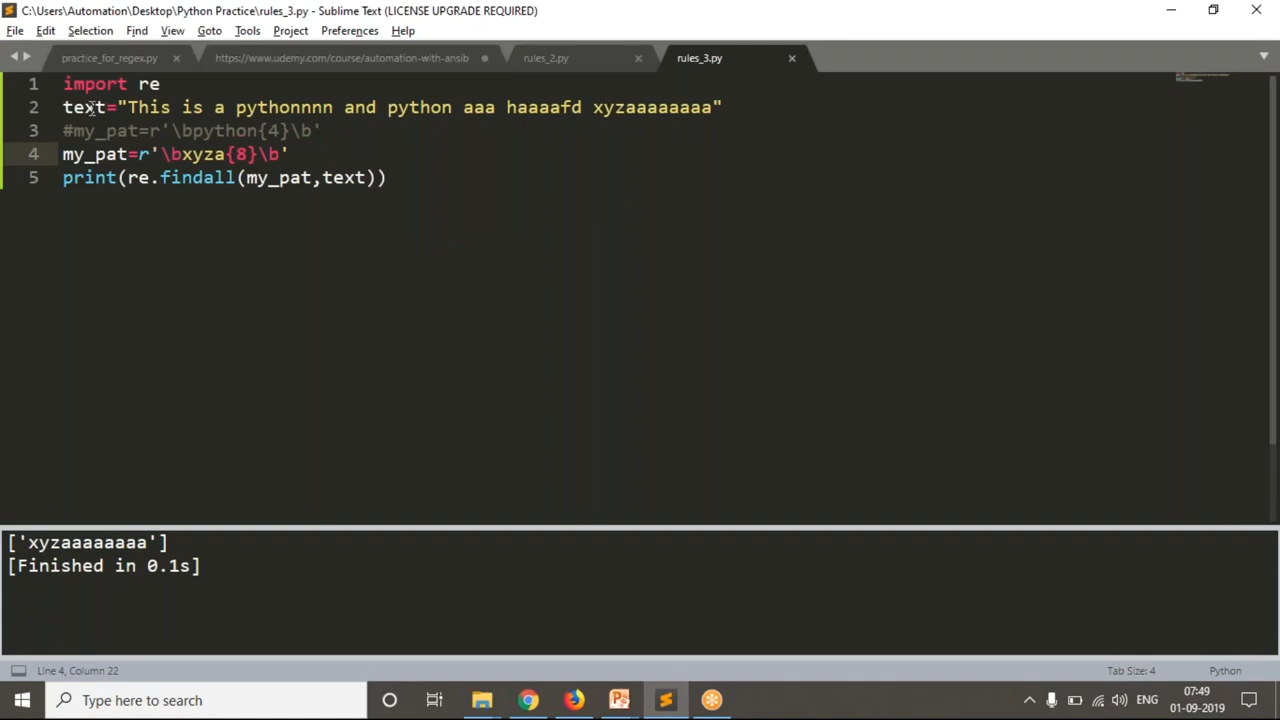 C:\Users\Automation\Desktop\Python Practice\rules_3.py - Sublime Text (LICENSE UPGRADE REQUIRED)
File Edit Selection Find View Goto Tools Project Preferences Help
practice_for_regex.py https://www.udemy.com/course/automation-with-ansib rules_2.py rules_3.py
1 import re
2 text="This is a pythonnnn and python aaa haaaafd xyzaaaaaaaa"
3 #my_pat=r'\bpython{4}\b'
4 my_pat=r'\bxyza{8}\b'
5 print(re.findall(my_pat,text))
['xyzaaaaaaaa']
[Finished in 0.1s]
Line 4, Column 22 Tab Size: 4 Python
Type here to search ENG 07:49
01-09-2019